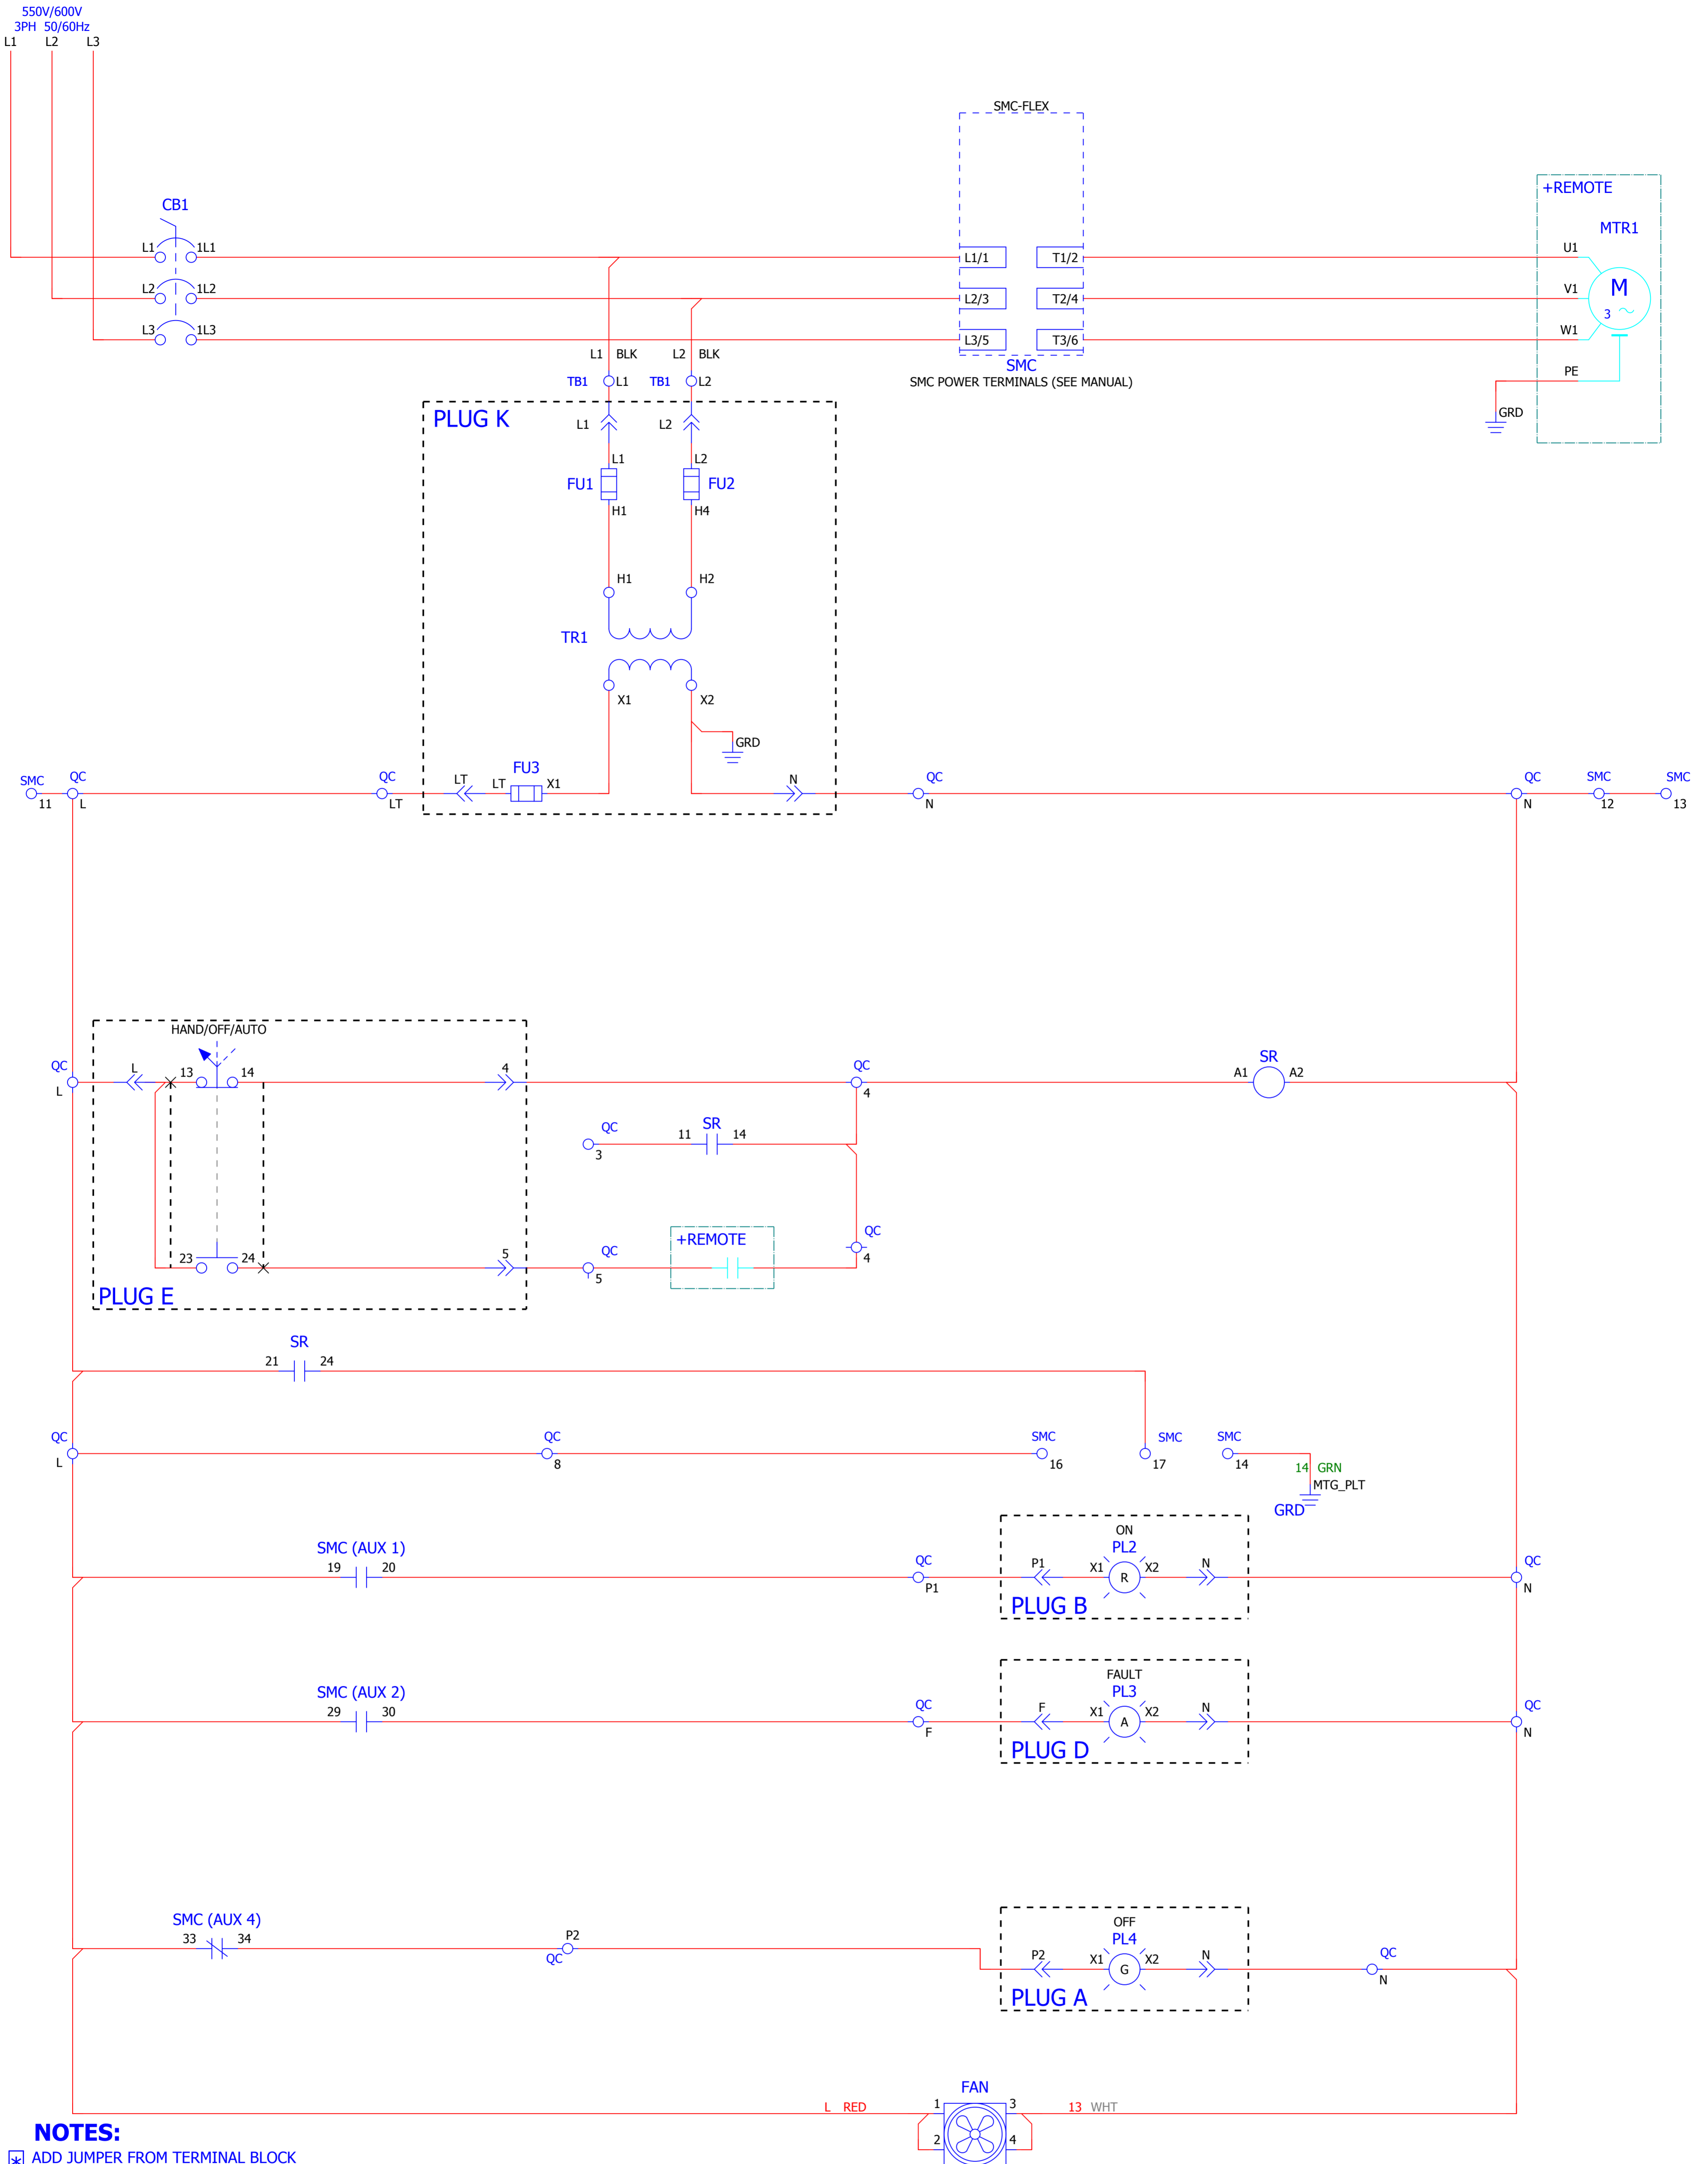 550V/600V
3PH 50/60Hz
L1 L2 L3
SMC-FLEX
+REMOTE
CB1
MTR1
L1 1L1 L1/1 T1/2 U1
L2 1L2 L2/3 T2/4 V1
M
3
L3 1L3 L3/5 T3/6 W1
L1 BLK L2 BLK
SMC
SMC POWER TERMINALS (SEE MANUAL)
PE
TB1 L1 TB1 L2
GRD
PLUG K
L1 L2
L1 L2
FU1 FU2
H1 H4
H1 H2
TR1
X1 X2
GRD
SMC QC QC LT LT FU3 X1 N QC QC SMC SMC
11 L LT N N 12 13
HAND/OFF/AUTO
QC L 13 14 4 QC SR
L 4 A1 A2
QC SR
3 11 14
QC
4
+REMOTE
23 24 5 QC
5
PLUG E
SR
21 24
QC QC SMC SMC SMC
L 8 16 17 14
14 GRN
MTG_PLT
GRD
ON
SMC (AUX 1) PL2
19 20 QC P1 X1 R X2 N QC
P1 N
PLUG B
FAULT
SMC (AUX 2) PL3
29 30 QC F X1 A X2 N QC
F N
PLUG D
OFF
SMC (AUX 4) PL4
33 34 P2
QC
P2 X1 G X2 N QC
N
PLUG A
FAN
L RED 1 3 13 WHT
2 4
NOTES:
* ADD JUMPER FROM TERMINAL BLOCK